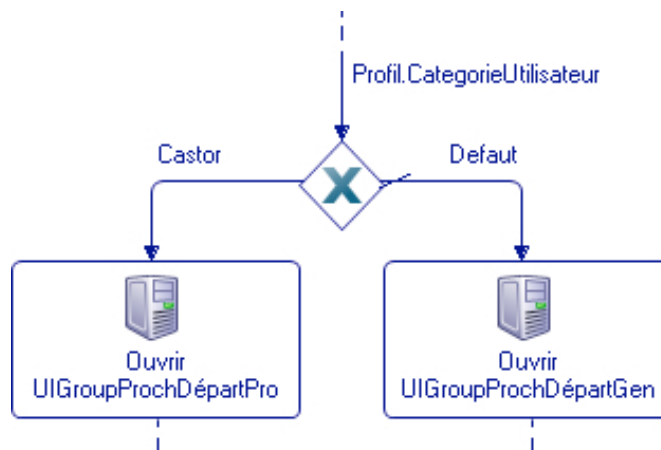 Profil.CategorieUtilisateur
Castor
Defaut
X
Ouvrir
UIGroupProchDépartPro
Ouvrir
UIGroupProchDépartGen